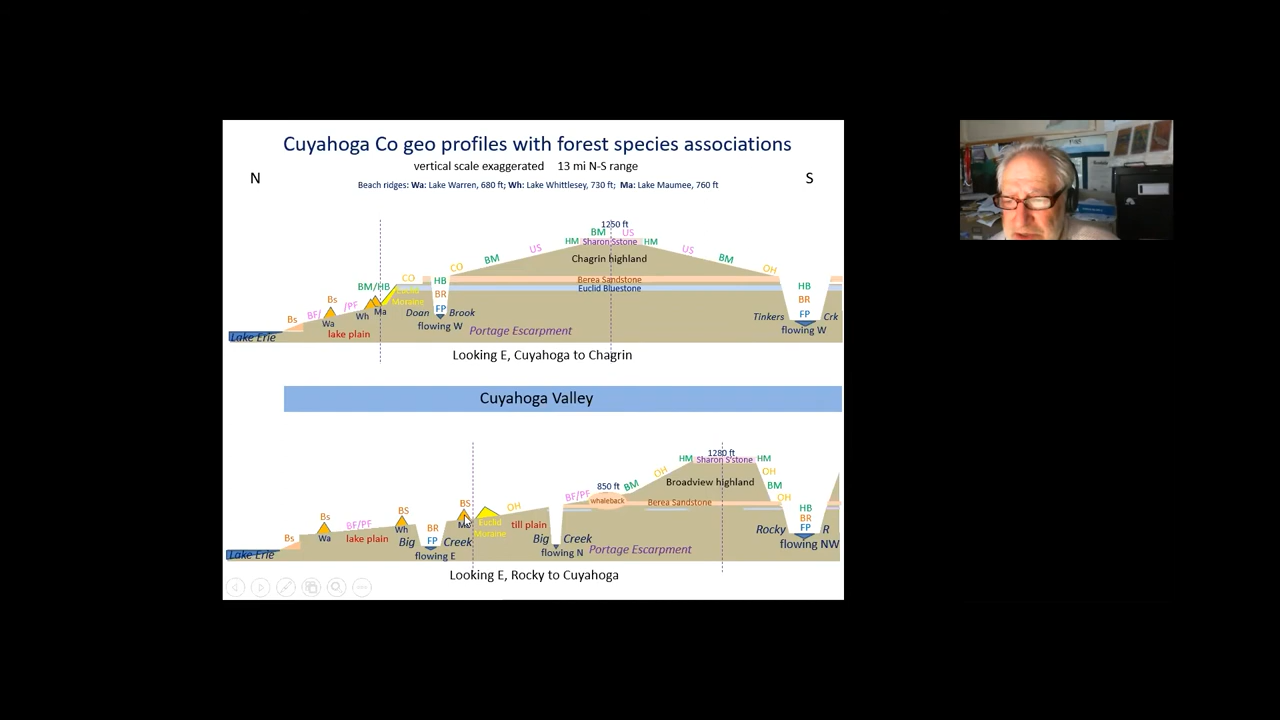 Cuyahoga Co geo profiles with forest species associations
vertical scale exaggerated 13 mi N-S range
N
S
Beach ridges: Wa: Lake Warren, 680 ft; Wh: Lake Whittlesey, 730 ft; Ma: Lake Maumee, 760 ft
1250 ft
BM US
HM Sharon Sstone HM
US US
CO BM Chagrin highland BM OH
BM/HB CO HB Berea Sandstone HB
Euclid Bluestone
Euclid Moraine
Bs BR BR
Bs BF/ /PF
Wa Wh Ma Doan FP Brook Tinkers FP Crk
flowing W flowing W
Lake Erie lake plain Portage Escarpment
Looking E, Cuyahoga to Chagrin
Cuyahoga Valley
1280 ft
HM Sharon S'stone HM
OH OH
Broadview highland
850 ft BM BM
BF/PF whaleback Berea Sandstone OH
BS BS OH HB
Euclid Moraine
Bs BF/PF Wh BR till plain BR
Wa lake plain Big FP Creek Big Creek Rocky FP R
flowing E flowing N Portage Escarpment flowing NW
Bs
Lake Erie
Looking E, Rocky to Cuyahoga